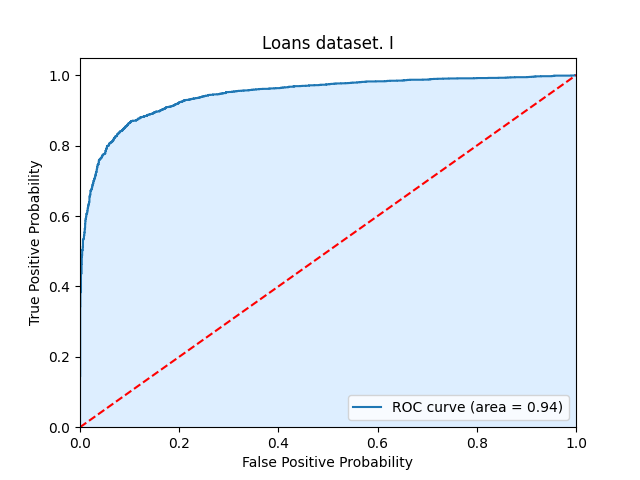 Loans dataset. I
True Positive Probability
1.0
0.8
0.6
0.4
0.2
0.0
ROC curve (area = 0.94)
0.0 0.2 0.4 0.6 0.8 1.0
False Positive Probability